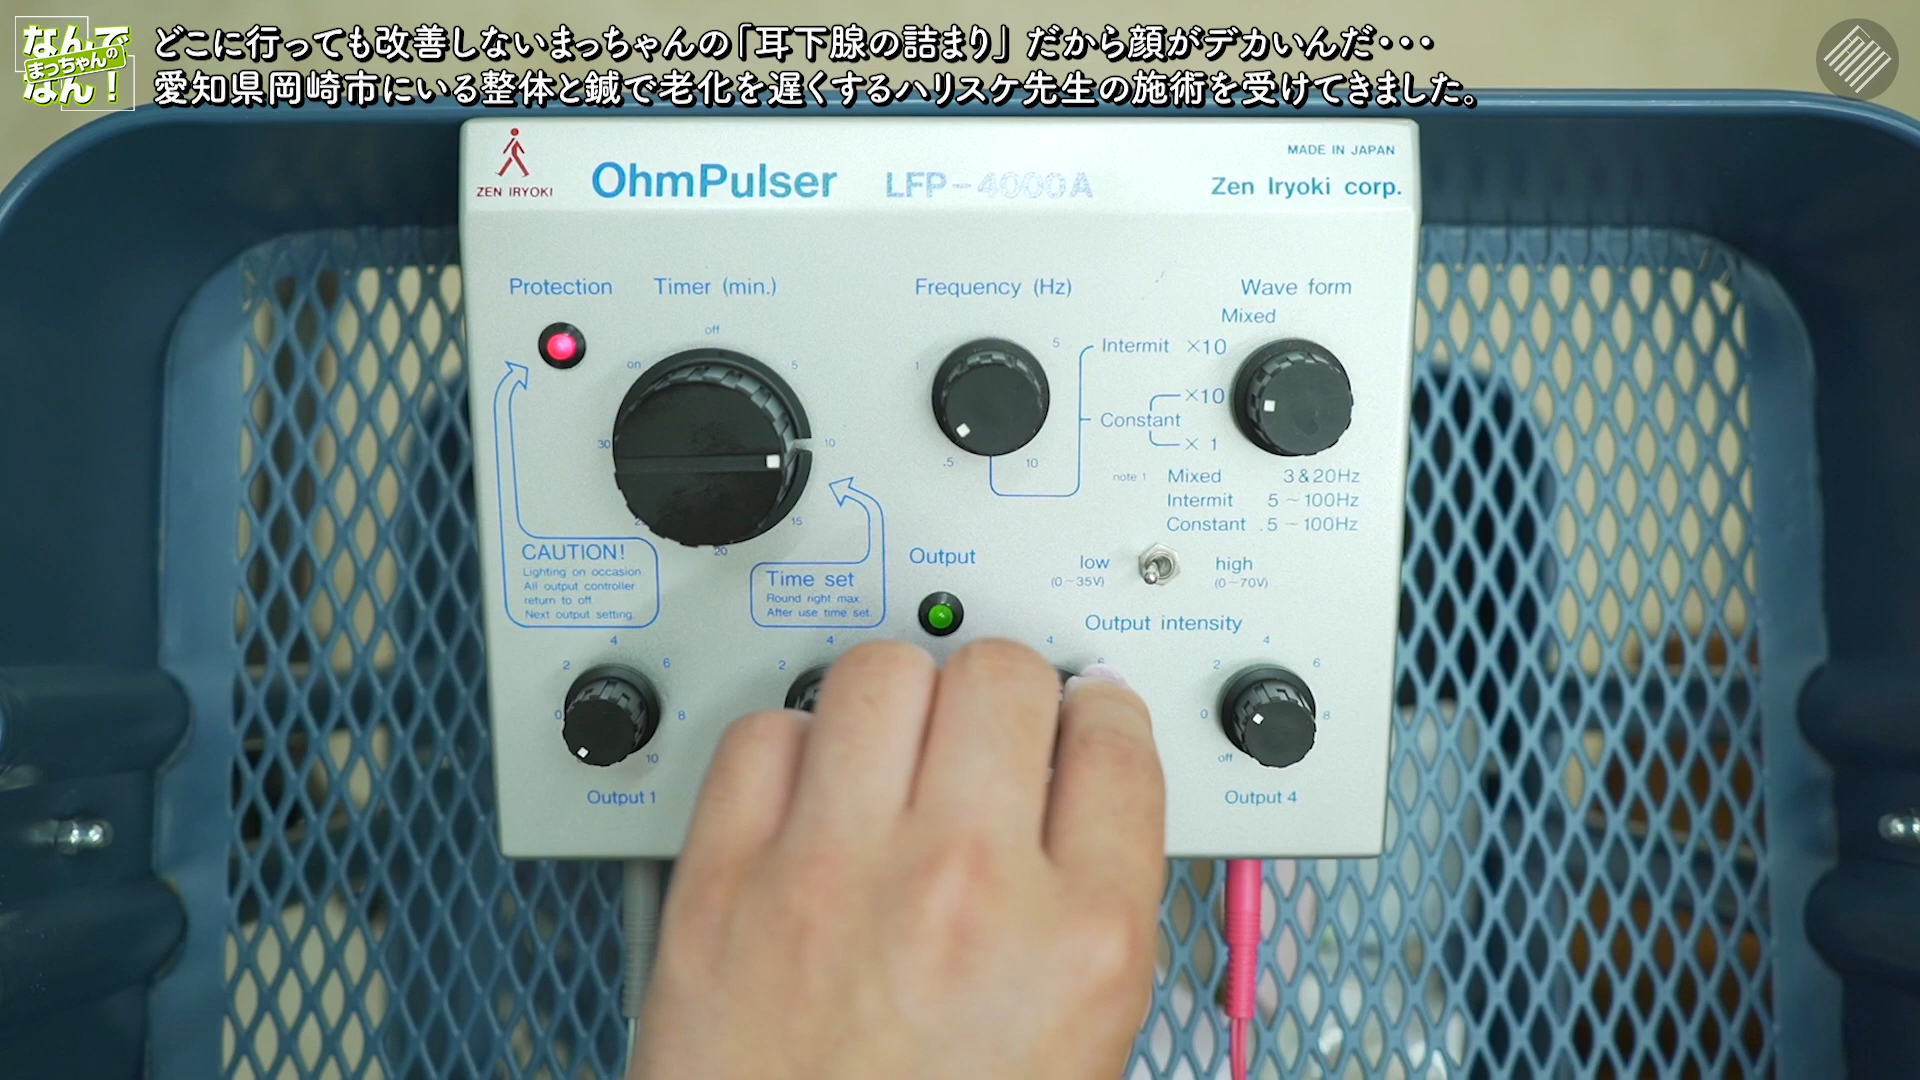 なんで
まっちゃんの
なん！
どこに行っても改善しないまっちゃんの「耳下腺の詰まり」だから顔がデカいんだ・・・
愛知県岡崎市にいる整体と鍼で老化を遅くするハリスケ先生の施術を受けてきました。
ZEN IRYOKI
OhmPulser LFP-4000A
MADE IN JAPAN
Zen Iryoki corp.
Protection
Timer (min.)
off
on
5
10
15
20
30
Frequency (Hz)
1
5
.5
10
Wave form
Mixed
Intermit ×10
×10
Constant
× 1
note 1
Mixed 3&20Hz
Intermit 5～100Hz
Constant .5～100Hz
CAUTION!
Lighting on occasion.
All output controller
return to off.
Next output setting.
Time set
Round right max.
After use time set.
Output
low
(0～35V)
high
(0～70V)
Output intensity
0
2
4
6
8
10
Output 1
2
4
4
6
off
0
2
4
6
8
Output 4